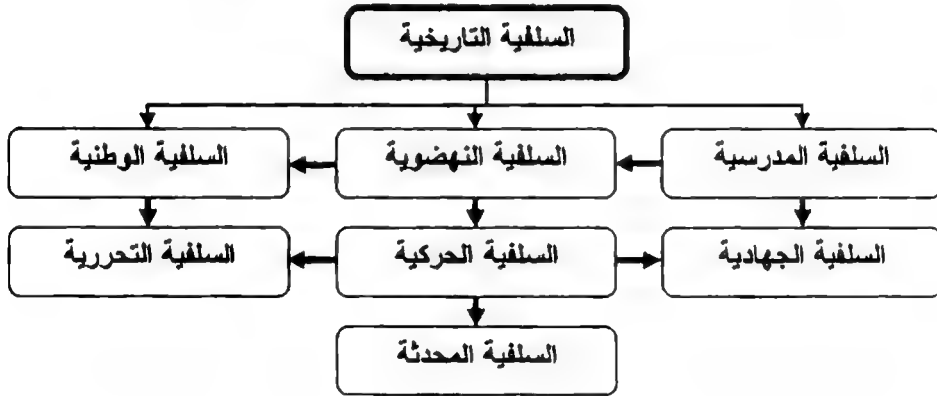 السلفية التاريخية
السلفية المدرسية
السلفية النهضوية
السلفية الوطنية
السلفية الجهادية
السلفية الحركية
السلفية التحررية
السلفية المحدثة